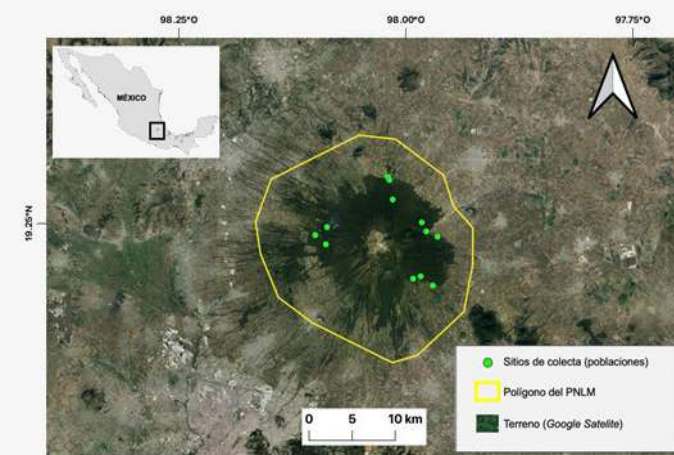 98.25°O 98.00°O 97.75°O
MÉXICO
19.25°N
Sitios de colecta (poblaciones)
Polígono del PNLM
Terreno (Google Satelite)
0 5 10 km